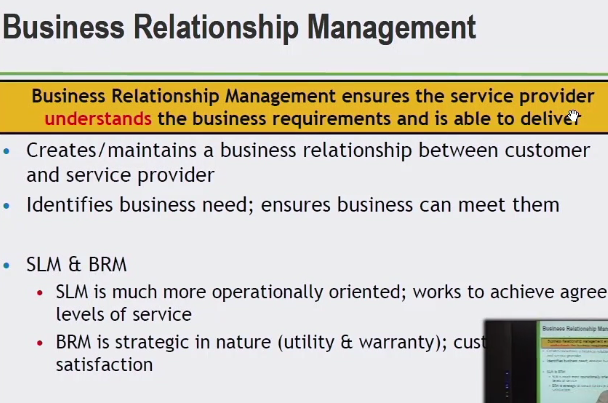 Business Relationship Management
Business Relationship Management ensures the service provider
understands the business requirements and is able to deliver
Creates/maintains a business relationship between customer
and service provider
Identifies business need; ensures business can meet them
SLM & BRM
SLM is much more operationally oriented; works to achieve agree
levels of service
BRM is strategic in nature (utility & warranty); cust
satisfaction